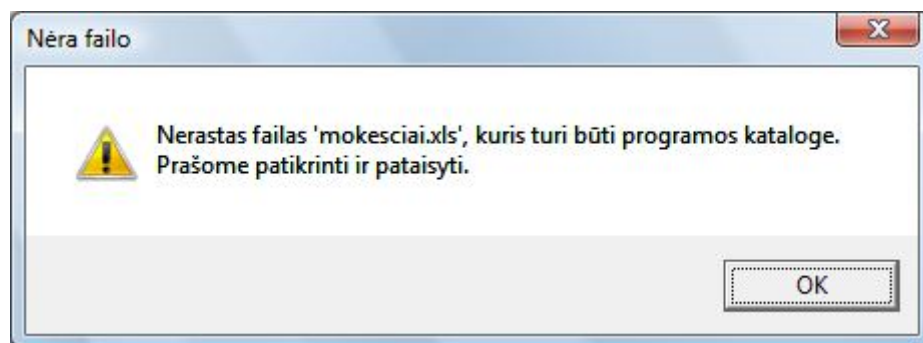 Nėra failo
Nerastas failas 'mokesciai.xls', kuris turi būti programos kataloge.
Prašome patikrinti ir pataisyti.
OK